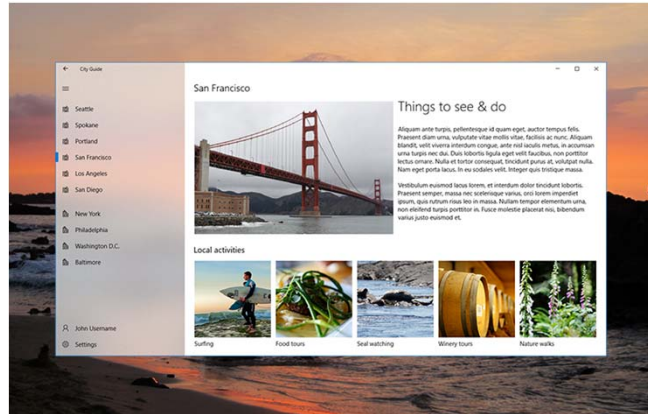 City Guide
Seattle
Spokane
Portland
San Francisco
Los Angeles
San Diego
New York
Philadelphia
Washington D.C.
Baltimore
John Username
Settings
San Francisco
Things to see & do
Aliquam ante turpis, pellentesque id quam eget, auctor tempus felis.
Praesent diam urna, vulputate vitae mollis vitae, facilisis ac nunc. Aliquam
blandit, velit viverra interdum congue, ante nisl iaculis metus, in accumsan
urna turpis nec dui. Duis lobortis ligula eget velit faucibus, non porttitor
lectus ornare. Nulla et tortor consequat, tincidunt purus at, volutpat nulla.
Nam eget porta lacus. In eu sodales velit. Integer quis tristique massa.
Vestibulum euismod lacus lorem, et interdum dolor tincidunt lobortis.
Praesent semper, massa nec scelerisque varius, orci lorem imperdiet
ipsum, quis rutrum risus leo in massa. Nullam tempor elementum urna,
non eleifend turpis porttitor in. Fusce molestie placerat nisi, bibendum
varius justo euismod et.
Local activities
Surfing
Food tours
Seal watching
Winery tours
Nature walks